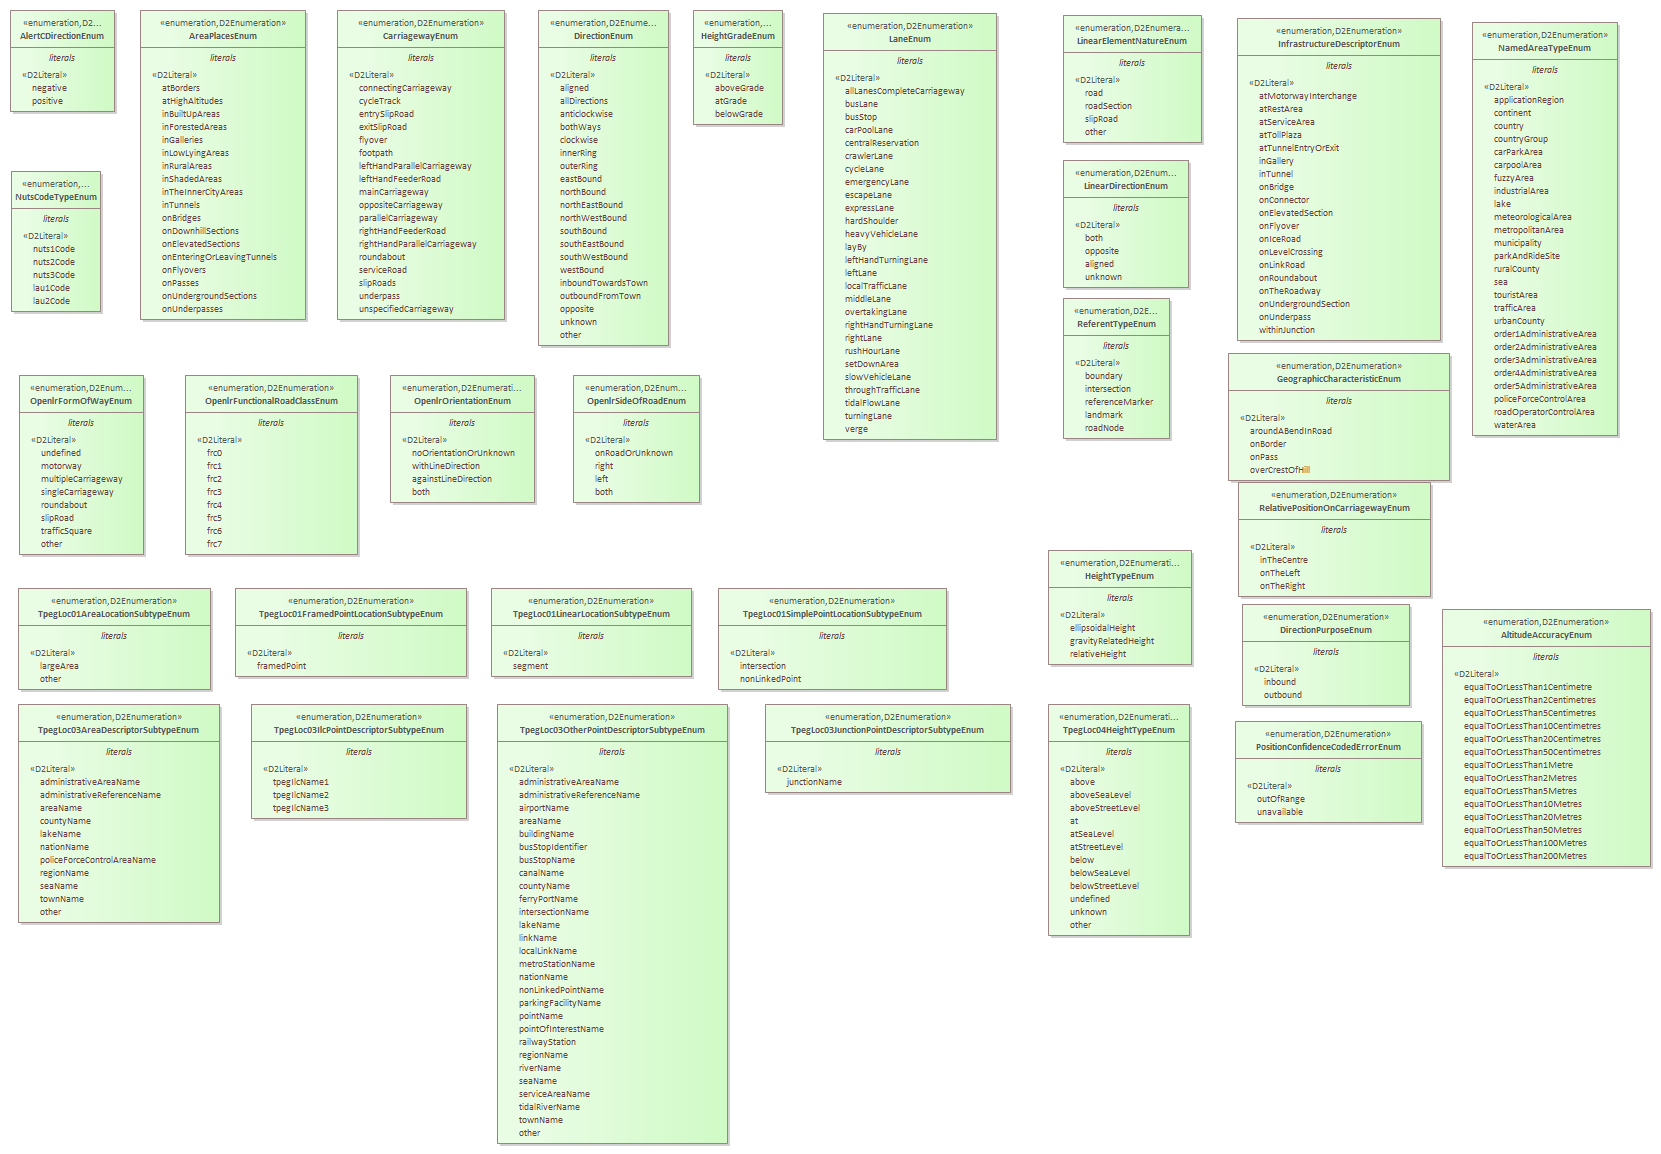 «enumeration,D2...
AlertCDirectionEnum
literals
«D2Literal»
negative
positive
«enumeration,D2Enumeration»
AreaPlacesEnum
literals
«D2Literal»
atBorders
atHighAltitudes
inBuiltUpAreas
inForestedAreas
inGalleries
inLowLyingAreas
inRuralAreas
inShadedAreas
inTheInnerCityAreas
inTunnels
onBridges
onDownhillSections
onElevatedSections
onEnteringOrLeavingTunnels
onFlyovers
onPasses
onUndergroundSections
onUnderpasses
«enumeration,D2Enumeration»
CarriagewayEnum
literals
«D2Literal»
connectingCarriageway
cycleTrack
entrySlipRoad
exitSlipRoad
flyover
footpath
leftHandParallelCarriageway
leftHandFeederRoad
mainCarriageway
oppositeCarriageway
parallelCarriageway
rightHandFeederRoad
rightHandParallelCarriageway
roundabout
serviceRoad
slipRoads
underpass
unspecifiedCarriageway
«enumeration,D2Enume...
DirectionEnum
literals
«D2Literal»
aligned
allDirections
anticlockwise
bothWays
clockwise
innerRing
outerRing
eastBound
northBound
northEastBound
northWestBound
southBound
southEastBound
southWestBound
westBound
inboundTowardsTown
outboundFromTown
opposite
unknown
other
«enumeration,...
HeightGradeEnum
literals
«D2Literal»
aboveGrade
atGrade
belowGrade
«enumeration,D2Enumeration»
LaneEnum
literals
«D2Literal»
allLanesCompleteCarriageway
busLane
busStop
carPoolLane
centralReservation
crawlerLane
cycleLane
emergencyLane
escapeLane
expressLane
hardShoulder
heavyVehicleLane
layBy
leftHandTurningLane
leftLane
localTrafficLane
middleLane
overtakingLane
rightHandTurningLane
rightLane
rushHourLane
setDownArea
slowVehicleLane
throughTrafficLane
tidalFlowLane
turningLane
verge
«enumeration,D2Enumera...
LinearElementNatureEnum
literals
«D2Literal»
road
roadSection
slipRoad
other
«enumeration,D2Enumeration»
InfrastructureDescriptorEnum
literals
«D2Literal»
atMotorwayInterchange
atRestArea
atServiceArea
atTollPlaza
atTunnelEntryOrExit
inGallery
inTunnel
onBridge
onConnector
onElevatedSection
onFlyover
onIceRoad
onLevelCrossing
onLinkRoad
onRoundabout
onTheRoadway
onUndergroundSection
onUnderpass
withinJunction
«enumeration,D2Enumeration»
NamedAreaTypeEnum
literals
«D2Literal»
applicationRegion
continent
country
countryGroup
carParkArea
carpoolArea
fuzzyArea
industrialArea
lake
meteorologicalArea
metropolitanArea
municipality
parkAndRideSite
ruralCounty
sea
touristArea
trafficArea
urbanCounty
order1AdministrativeArea
order2AdministrativeArea
order3AdministrativeArea
order4AdministrativeArea
order5AdministrativeArea
policeForceControlArea
roadOperatorControlArea
waterArea
«enumeration,...
NutsCodeTypeEnum
literals
«D2Literal»
nuts1Code
nuts2Code
nuts3Code
lau1Code
lau2Code
«enumeration,D2Enum...
LinearDirectionEnum
literals
«D2Literal»
both
opposite
aligned
unknown
«enumeration,D2E...
ReferentTypeEnum
literals
«D2Literal»
boundary
intersection
referenceMarker
landmark
roadNode
«enumeration,D2Enumeration»
GeographicCharacteristicEnum
literals
«D2Literal»
aroundABendInRoad
onBorder
onPass
overCrestOfHill
«enumeration,D2Enum...
OpenlrFormOfWayEnum
literals
«D2Literal»
undefined
motorway
multipleCarriageway
singleCarriageway
roundabout
slipRoad
trafficSquare
other
«enumeration,D2Enumeration»
OpenlrFunctionalRoadClassEnum
literals
«D2Literal»
frc0
frc1
frc2
frc3
frc4
frc5
frc6
frc7
«enumeration,D2Enumerati...
OpenlrOrientationEnum
literals
«D2Literal»
noOrientationOrUnknown
withLineDirection
againstLineDirection
both
«enumeration,D2Enum...
OpenlrSideOfRoadEnum
literals
«D2Literal»
onRoadOrUnknown
right
left
both
«enumeration,D2Enumeration»
RelativePositionOnCarriagewayEnum
literals
«D2Literal»
inTheCentre
onTheLeft
onTheRight
«enumeration,D2Enumerati...
HeightTypeEnum
literals
«D2Literal»
ellipsoidalHeight
gravityRelatedHeight
relativeHeight
«enumeration,D2Enumeration»
TpegLoc01AreaLocationSubtypeEnum
literals
«D2Literal»
largeArea
other
«enumeration,D2Enumeration»
TpegLoc01FramedPointLocationSubtypeEnum
literals
«D2Literal»
framedPoint
«enumeration,D2Enumeration»
TpegLoc01LinearLocationSubtypeEnum
literals
«D2Literal»
segment
«enumeration,D2Enumeration»
TpegLoc01SimplePointLocationSubtypeEnum
literals
«D2Literal»
intersection
nonLinkedPoint
«enumeration,D2Enumeration»
DirectionPurposeEnum
literals
«D2Literal»
inbound
outbound
«enumeration,D2Enumeration»
AltitudeAccuracyEnum
literals
«D2Literal»
equalToOrLessThan1Centimetre
equalToOrLessThan2Centimetres
equalToOrLessThan5Centimetres
equalToOrLessThan10Centimetres
equalToOrLessThan20Centimetres
equalToOrLessThan50Centimetres
equalToOrLessThan1Metre
equalToOrLessThan2Metres
equalToOrLessThan5Metres
equalToOrLessThan10Metres
equalToOrLessThan20Metres
equalToOrLessThan50Metres
equalToOrLessThan100Metres
equalToOrLessThan200Metres
«enumeration,D2Enumeration»
TpegLoc03AreaDescriptorSubtypeEnum
literals
«D2Literal»
administrativeAreaName
administrativeReferenceName
areaName
countyName
lakeName
nationName
policeForceControlAreaName
regionName
seaName
townName
other
«enumeration,D2Enumeration»
TpegLoc03IlcPointDescriptorSubtypeEnum
literals
«D2Literal»
tpegIlcName1
tpegIlcName2
tpegIlcName3
«enumeration,D2Enumeration»
TpegLoc03OtherPointDescriptorSubtypeEnum
literals
«D2Literal»
administrativeAreaName
administrativeReferenceName
airportName
areaName
buildingName
busStopIdentifier
busStopName
canalName
countyName
ferryPortName
intersectionName
lakeName
linkName
localLinkName
metroStationName
nationName
nonLinkedPointName
parkingFacilityName
pointName
pointOfInterestName
railwayStation
regionName
riverName
seaName
serviceAreaName
tidalRiverName
townName
other
«enumeration,D2Enumeration»
TpegLoc03JunctionPointDescriptorSubtypeEnum
literals
«D2Literal»
junctionName
«enumeration,D2Enumerati...
TpegLoc04HeightTypeEnum
literals
«D2Literal»
above
aboveSeaLevel
aboveStreetLevel
at
atSeaLevel
atStreetLevel
below
belowSeaLevel
belowStreetLevel
undefined
unknown
other
«enumeration,D2Enumeration»
PositionConfidenceCodedErrorEnum
literals
«D2Literal»
outOfRange
unavailable